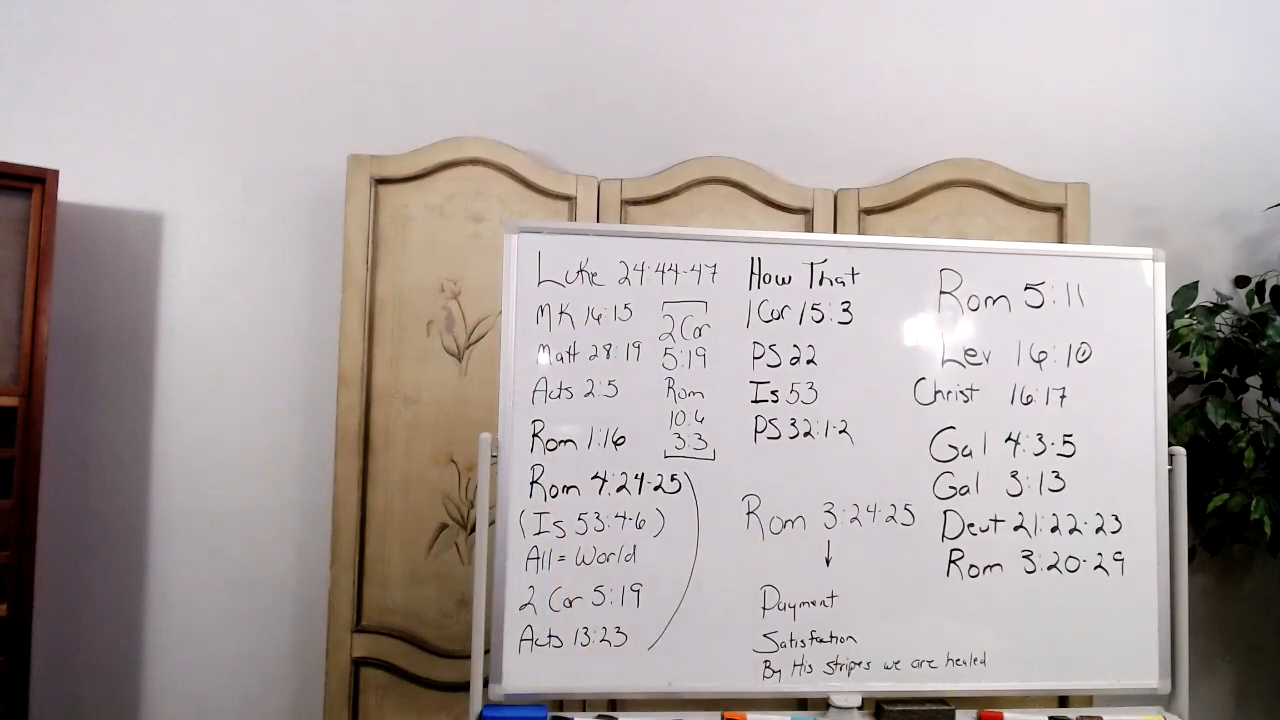 Luke 24:44-47
MK 16:15
Matt 28:19
Acts 2:5
Rom 1:16
Rom 4:24-25
(Is 53:4-6)
All = World
2 Cor 5:19
Acts 13:23
2 Cor
5:19
Rom
10:6
3:3
How That
1 Cor 15:3
PS 22
Is 53
PS 32:1-2
Rom 3:24-25
↓
Payment
Satisfaction
By His stripes we are healed
Rom 5:11
Lev 16:10
Christ 16:17
Gal 4:3-5
Gal 3:13
Deut 21:22-23
Rom 3:20-29